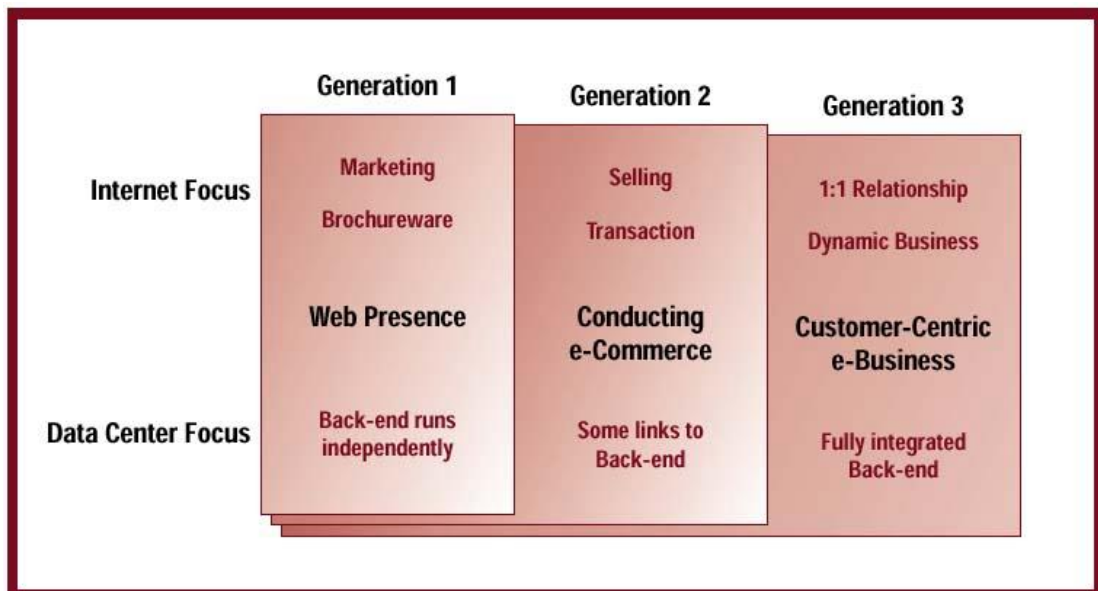 Generation 1
Generation 2
Generation 3
Internet Focus
Marketing
Brochureware
Selling
Transaction
1:1 Relationship
Dynamic Business
Web Presence
Conducting
e-Commerce
Customer-Centric
e-Business
Data Center Focus
Back-end runs
independently
Some links to
Back-end
Fully integrated
Back-end